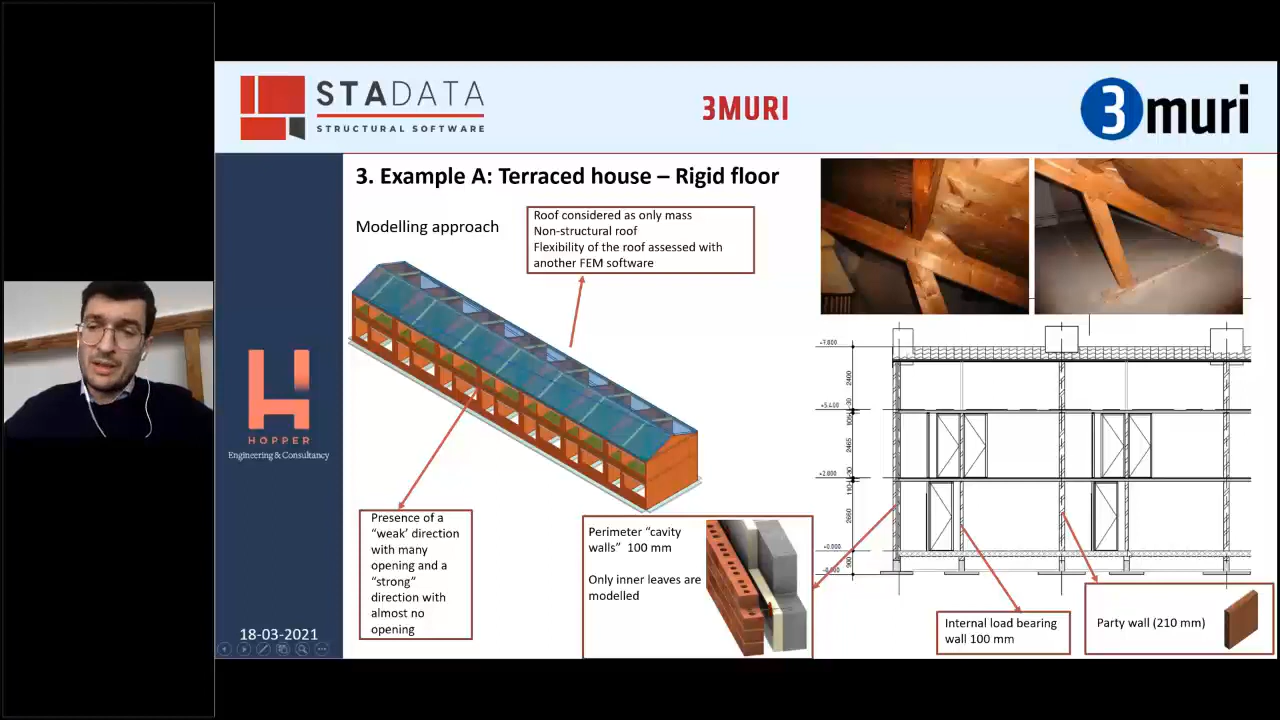 STADATA
STRUCTURAL SOFTWARE
3MURI
3muri
3. Example A: Terraced house – Rigid floor
Modelling approach
Roof considered as only mass
Non-structural roof
Flexibility of the roof assessed with
another FEM software
HOPPER
Engineering & Consultancy
18-03-2021
Presence of a
“weak’ direction
with many
opening and a
“strong”
direction with
almost no
opening
Perimeter “cavity
walls” 100 mm
Only inner leaves are
modelled
+7.800
2400
+5.400
2465
+2.800
2660
+0.000
900
Internal load bearing
wall 100 mm
Party wall (210 mm)